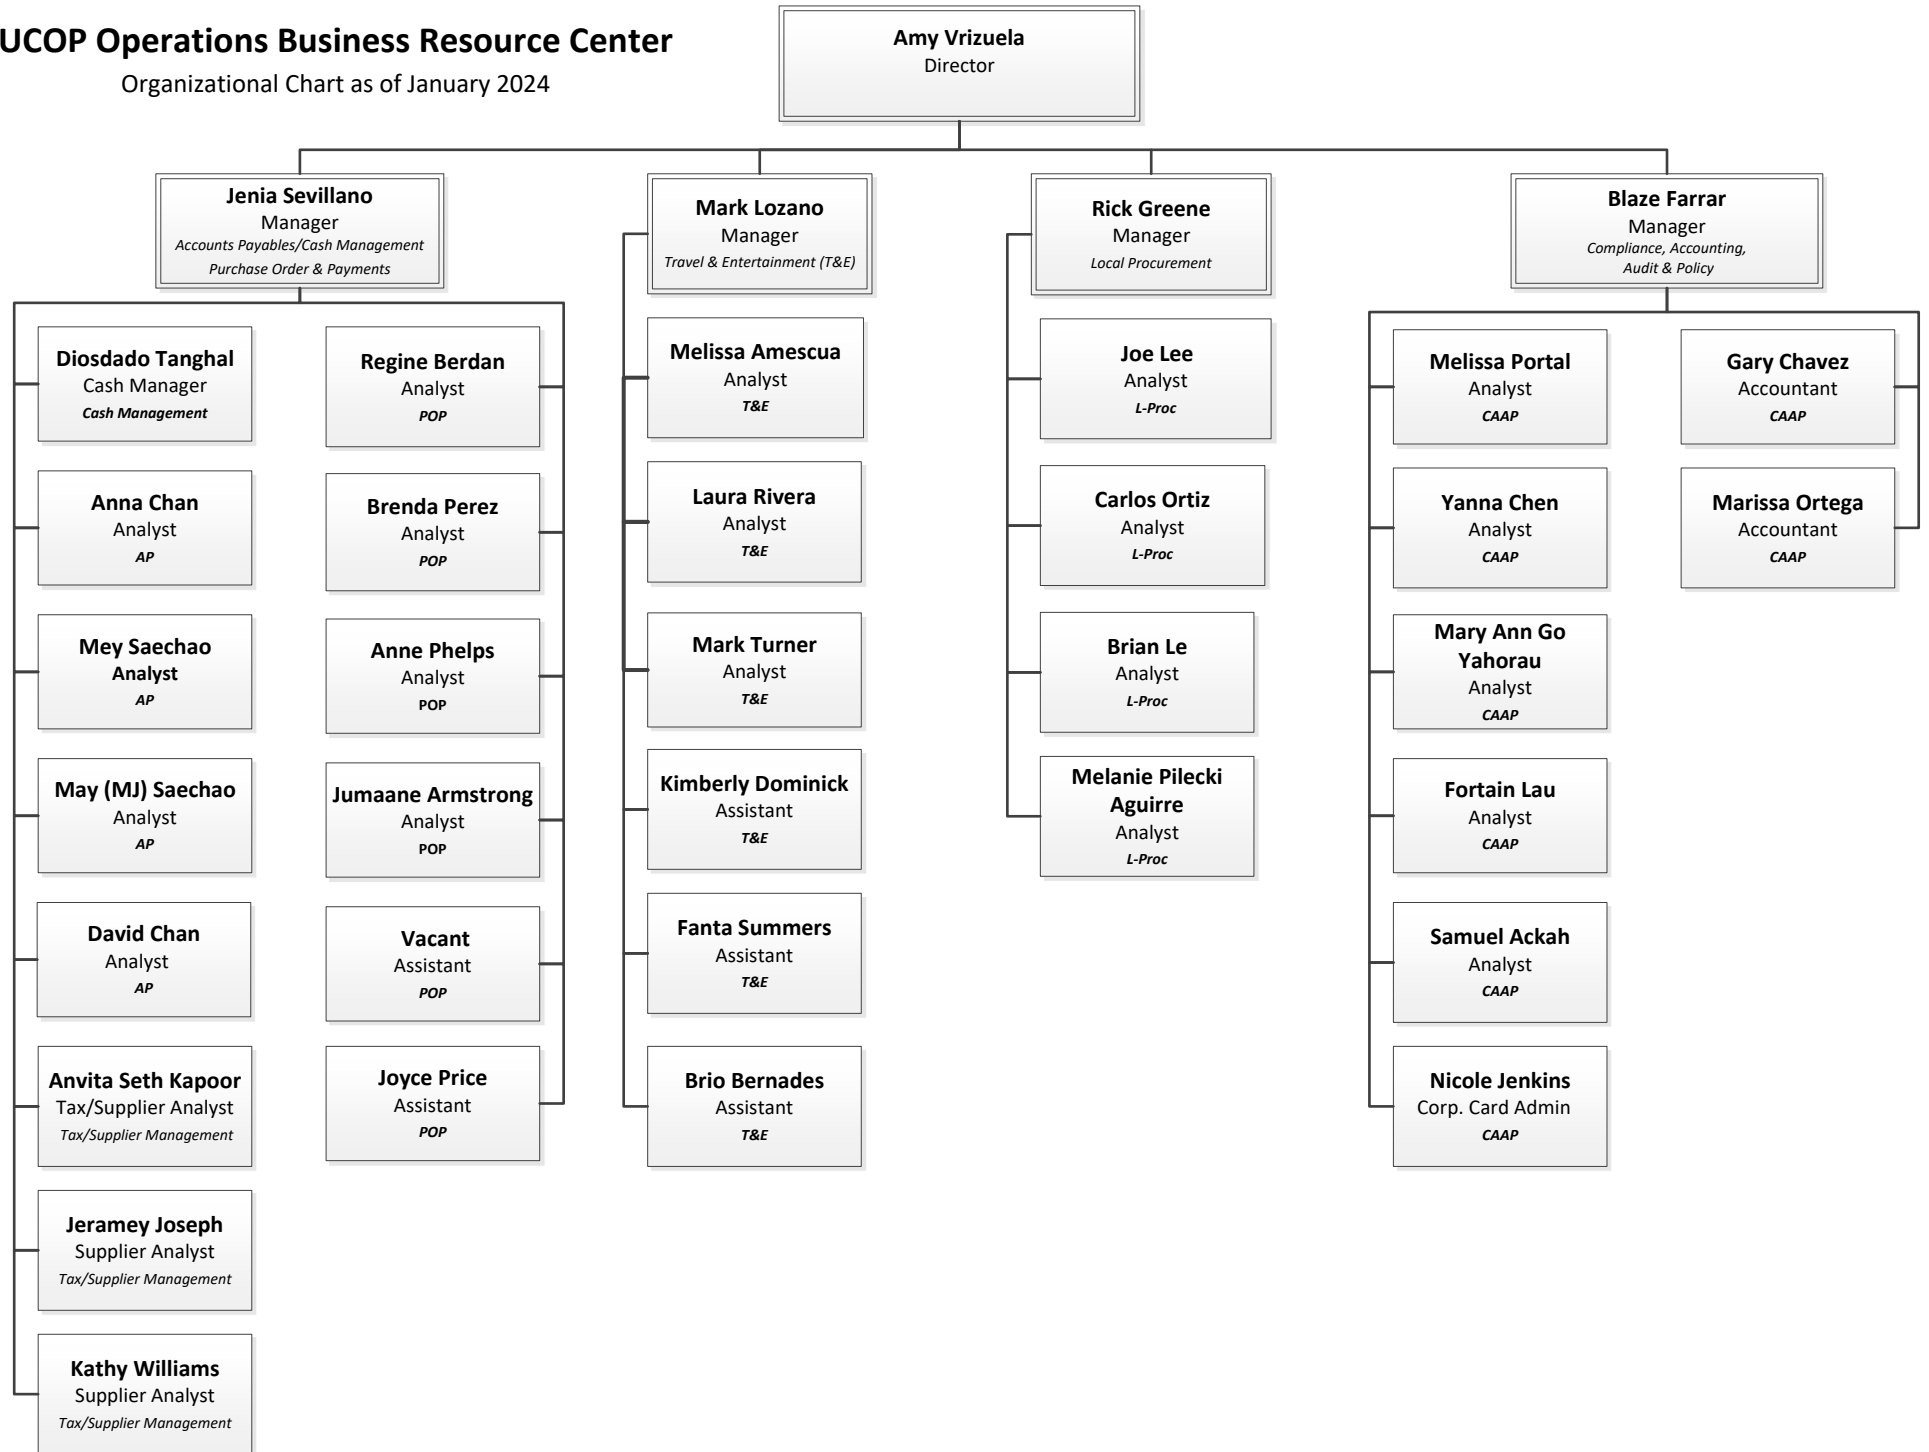 UCOP Operations Business Resource Center
Organizational Chart as of January 2024
Amy Vrizuela
Director
Jenia Sevillano
Manager
Accounts Payables/Cash Management
Purchase Order & Payments
Diosdado Tanghal
Cash Manager
Cash Management
Anna Chan
Analyst
AP
Mey Saechao
Analyst
AP
May (MJ) Saechao
Analyst
AP
David Chan
Analyst
AP
Anvita Seth Kapoor
Tax/Supplier Analyst
Tax/Supplier Management
Jeramey Joseph
Supplier Analyst
Tax/Supplier Management
Kathy Williams
Supplier Analyst
Tax/Supplier Management
Regine Berdan
Analyst
POP
Brenda Perez
Analyst
POP
Anne Phelps
Analyst
POP
Jumaane Armstrong
Analyst
POP
Vacant
Assistant
POP
Joyce Price
Assistant
POP
Mark Lozano
Manager
Travel & Entertainment (T&E)
Melissa Amescua
Analyst
T&E
Laura Rivera
Analyst
T&E
Mark Turner
Analyst
T&E
Kimberly Dominick
Assistant
T&E
Fanta Summers
Assistant
T&E
Brio Bernades
Assistant
T&E
Rick Greene
Manager
Local Procurement
Joe Lee
Analyst
L-Proc
Carlos Ortiz
Analyst
L-Proc
Brian Le
Analyst
L-Proc
Melanie Pilecki
Aguirre
Analyst
L-Proc
Blaze Farrar
Manager
Compliance, Accounting,
Audit & Policy
Melissa Portal
Analyst
CAAP
Yanna Chen
Analyst
CAAP
Mary Ann Go
Yahorau
Analyst
CAAP
Fortain Lau
Analyst
CAAP
Samuel Ackah
Analyst
CAAP
Nicole Jenkins
Corp. Card Admin
CAAP
Gary Chavez
Accountant
CAAP
Marissa Ortega
Accountant
CAAP